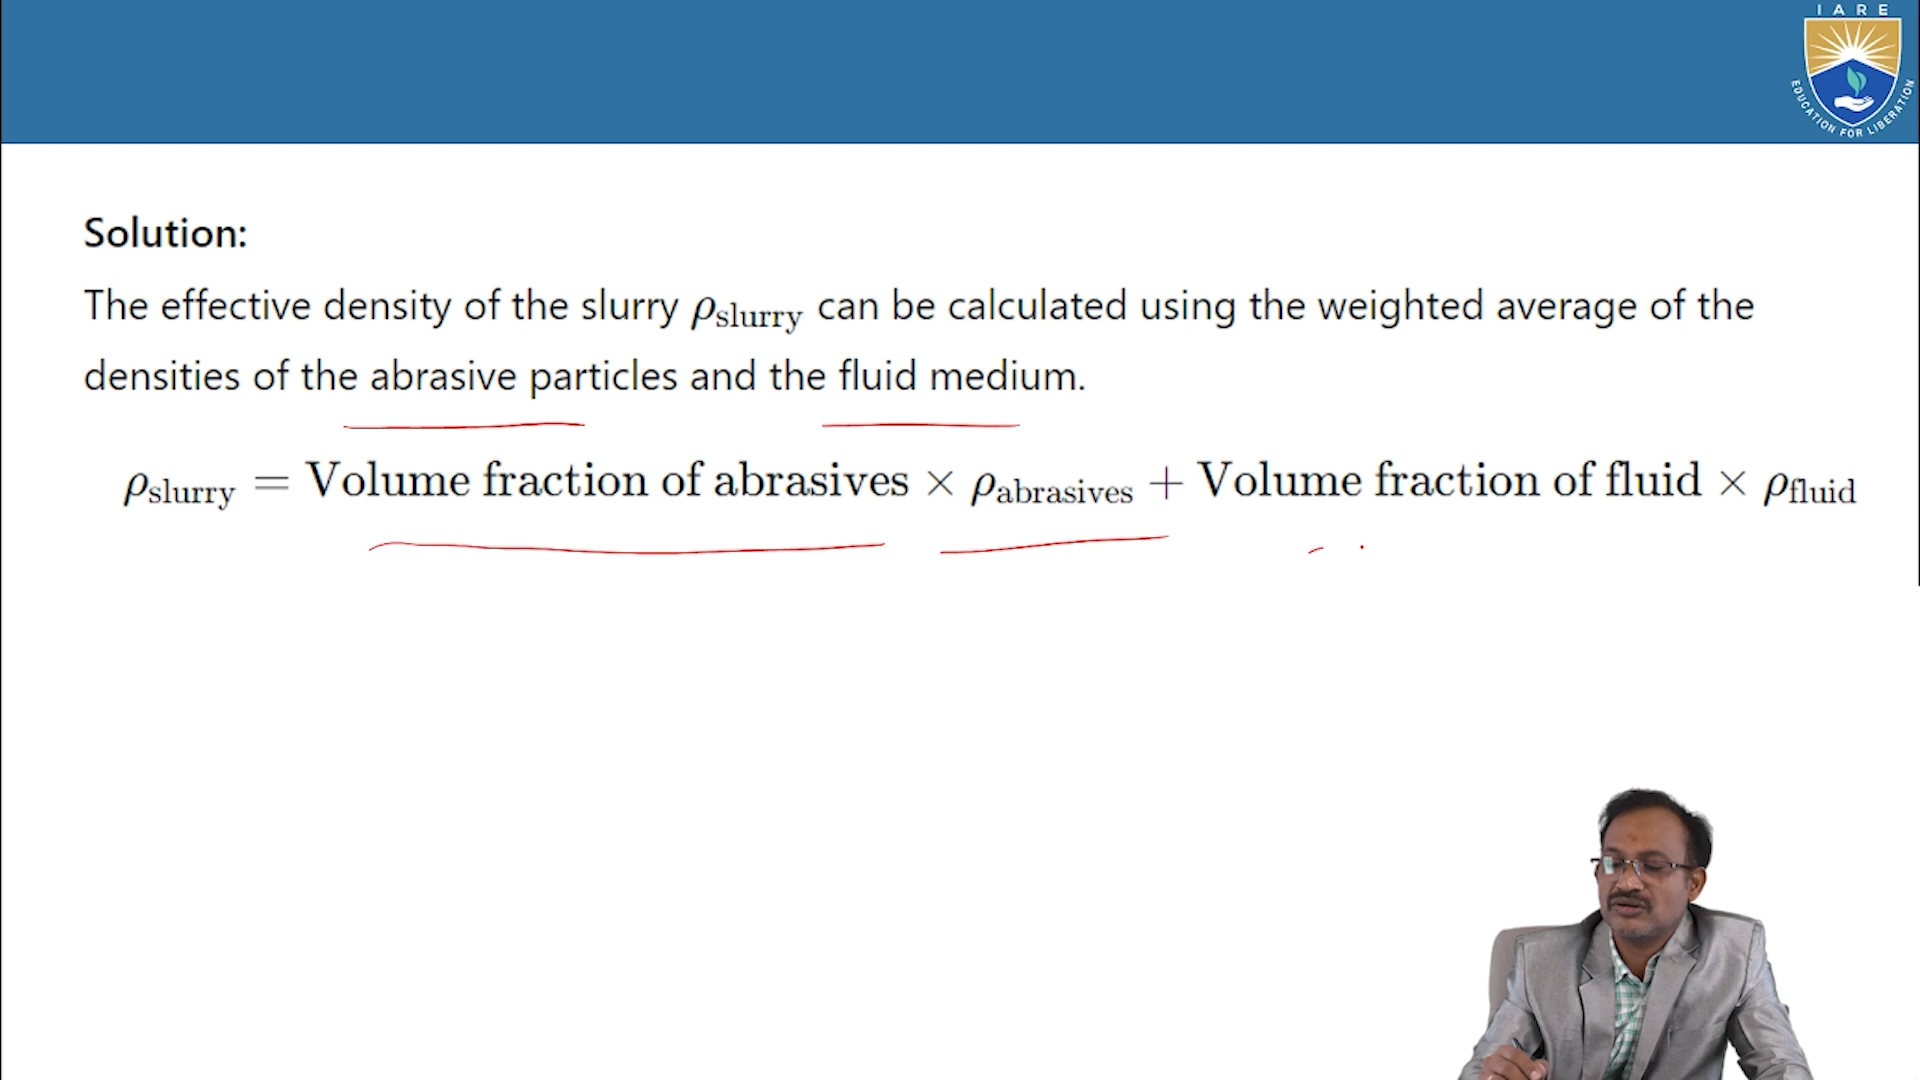 I A R E
EDUCATION FOR LIBERATION
Solution:
The effective density of the slurry ρslurry can be calculated using the weighted average of the
densities of the abrasive particles and the fluid medium.
ρslurry = Volume fraction of abrasives × ρabrasives + Volume fraction of fluid × ρfluid